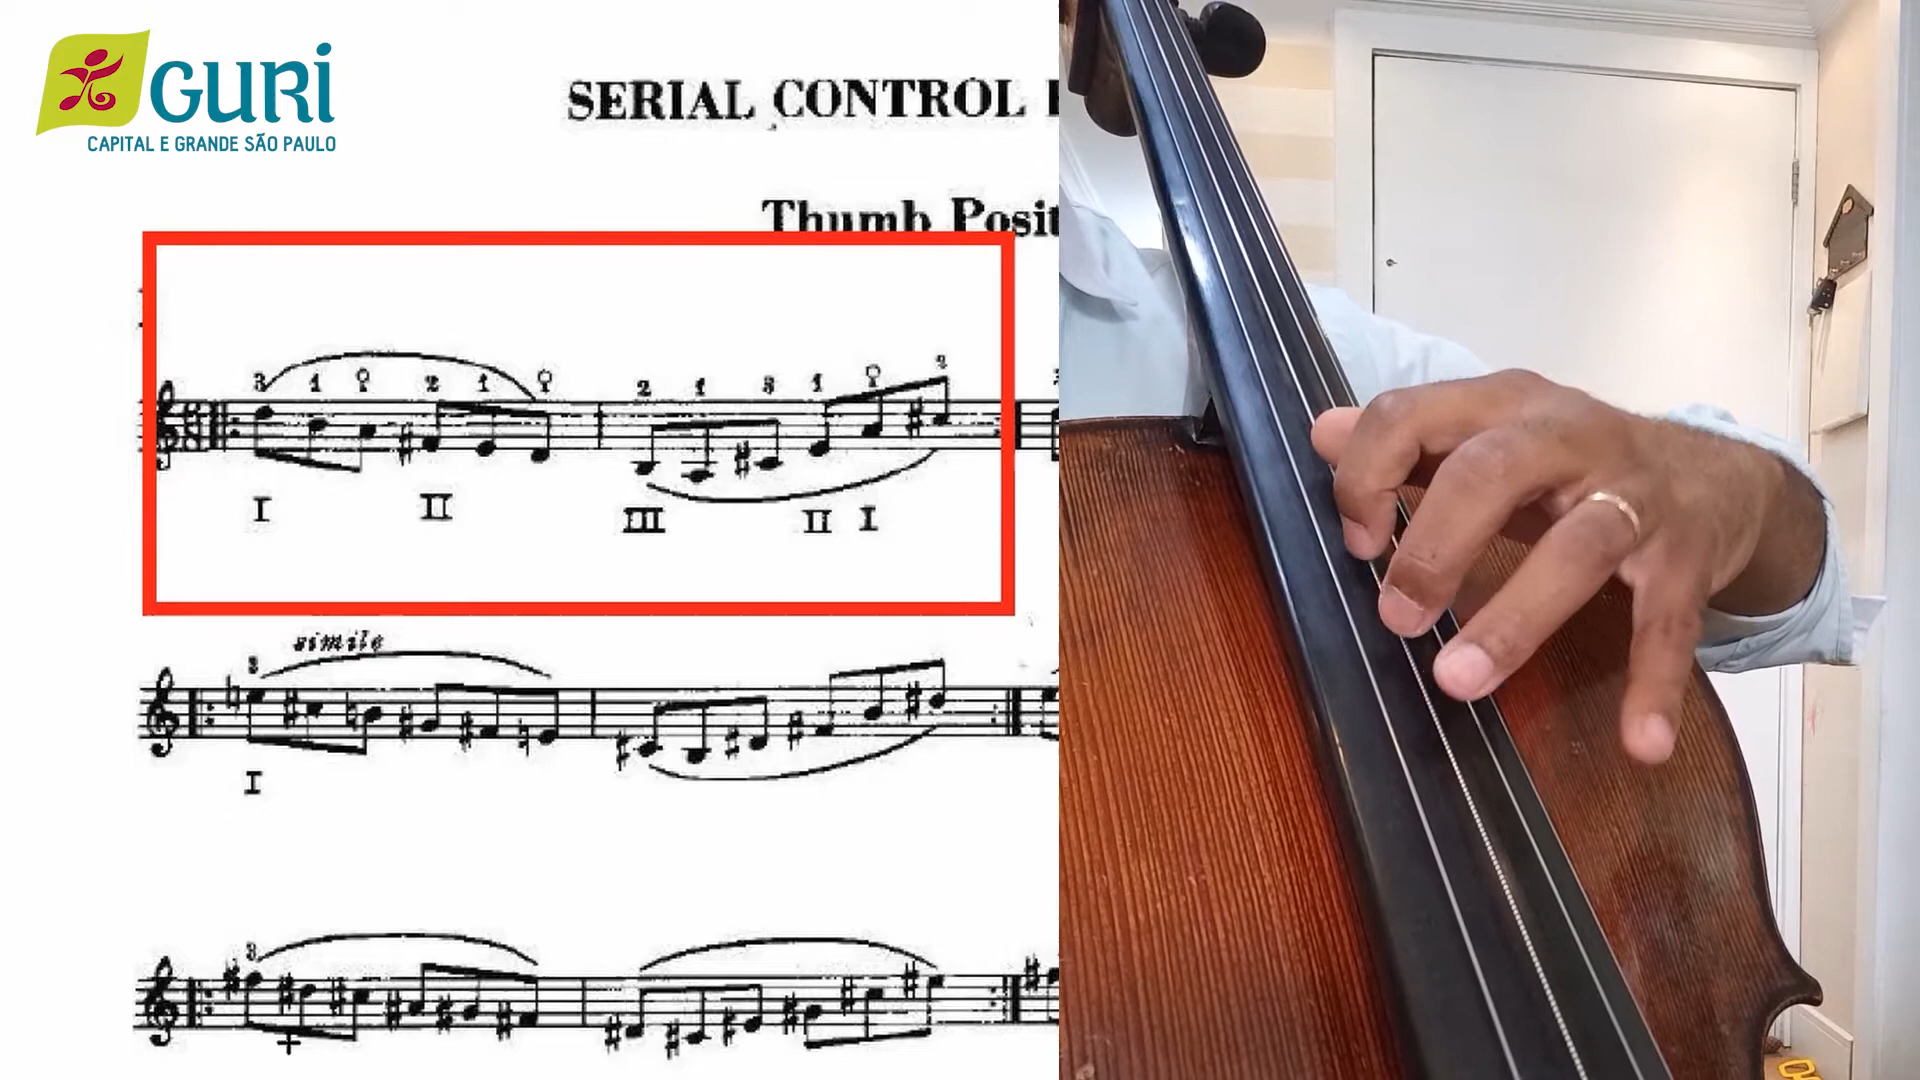 GURI
CAPITAL E GRANDE SÃO PAULO
SERIAL CONTROL
Thumb Posit
3 1 2 1 2 1 3 1 2
I II III II I
simile
3
I
3